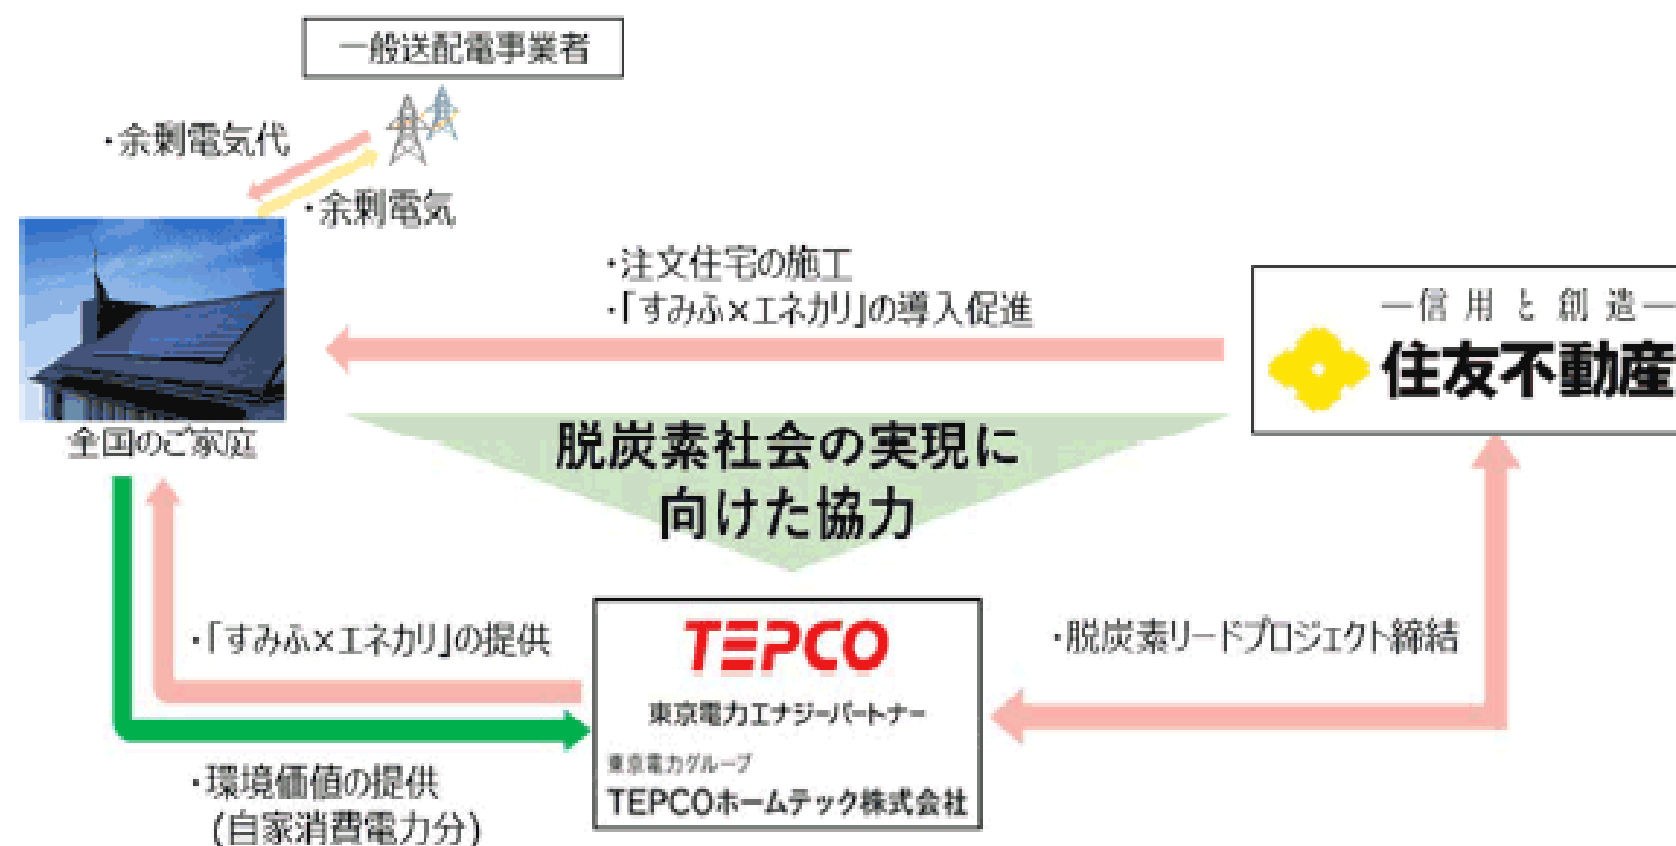 一般送配電事業者
・余剰電気代
・余剰電気
・注文住宅の施工
・「すみふ×エネカリ」の導入促進
―信用と創造―
住友不動産
全国のご家庭
脱炭素社会の実現に
向けた協力
・「すみふ×エネカリ」の提供
TEPCO
東京電力エナジーパートナー
東京電力グループ
TEPCOホームテック株式会社
・脱炭素リードプロジェクト締結
・環境価値の提供
(自家消費電力分)